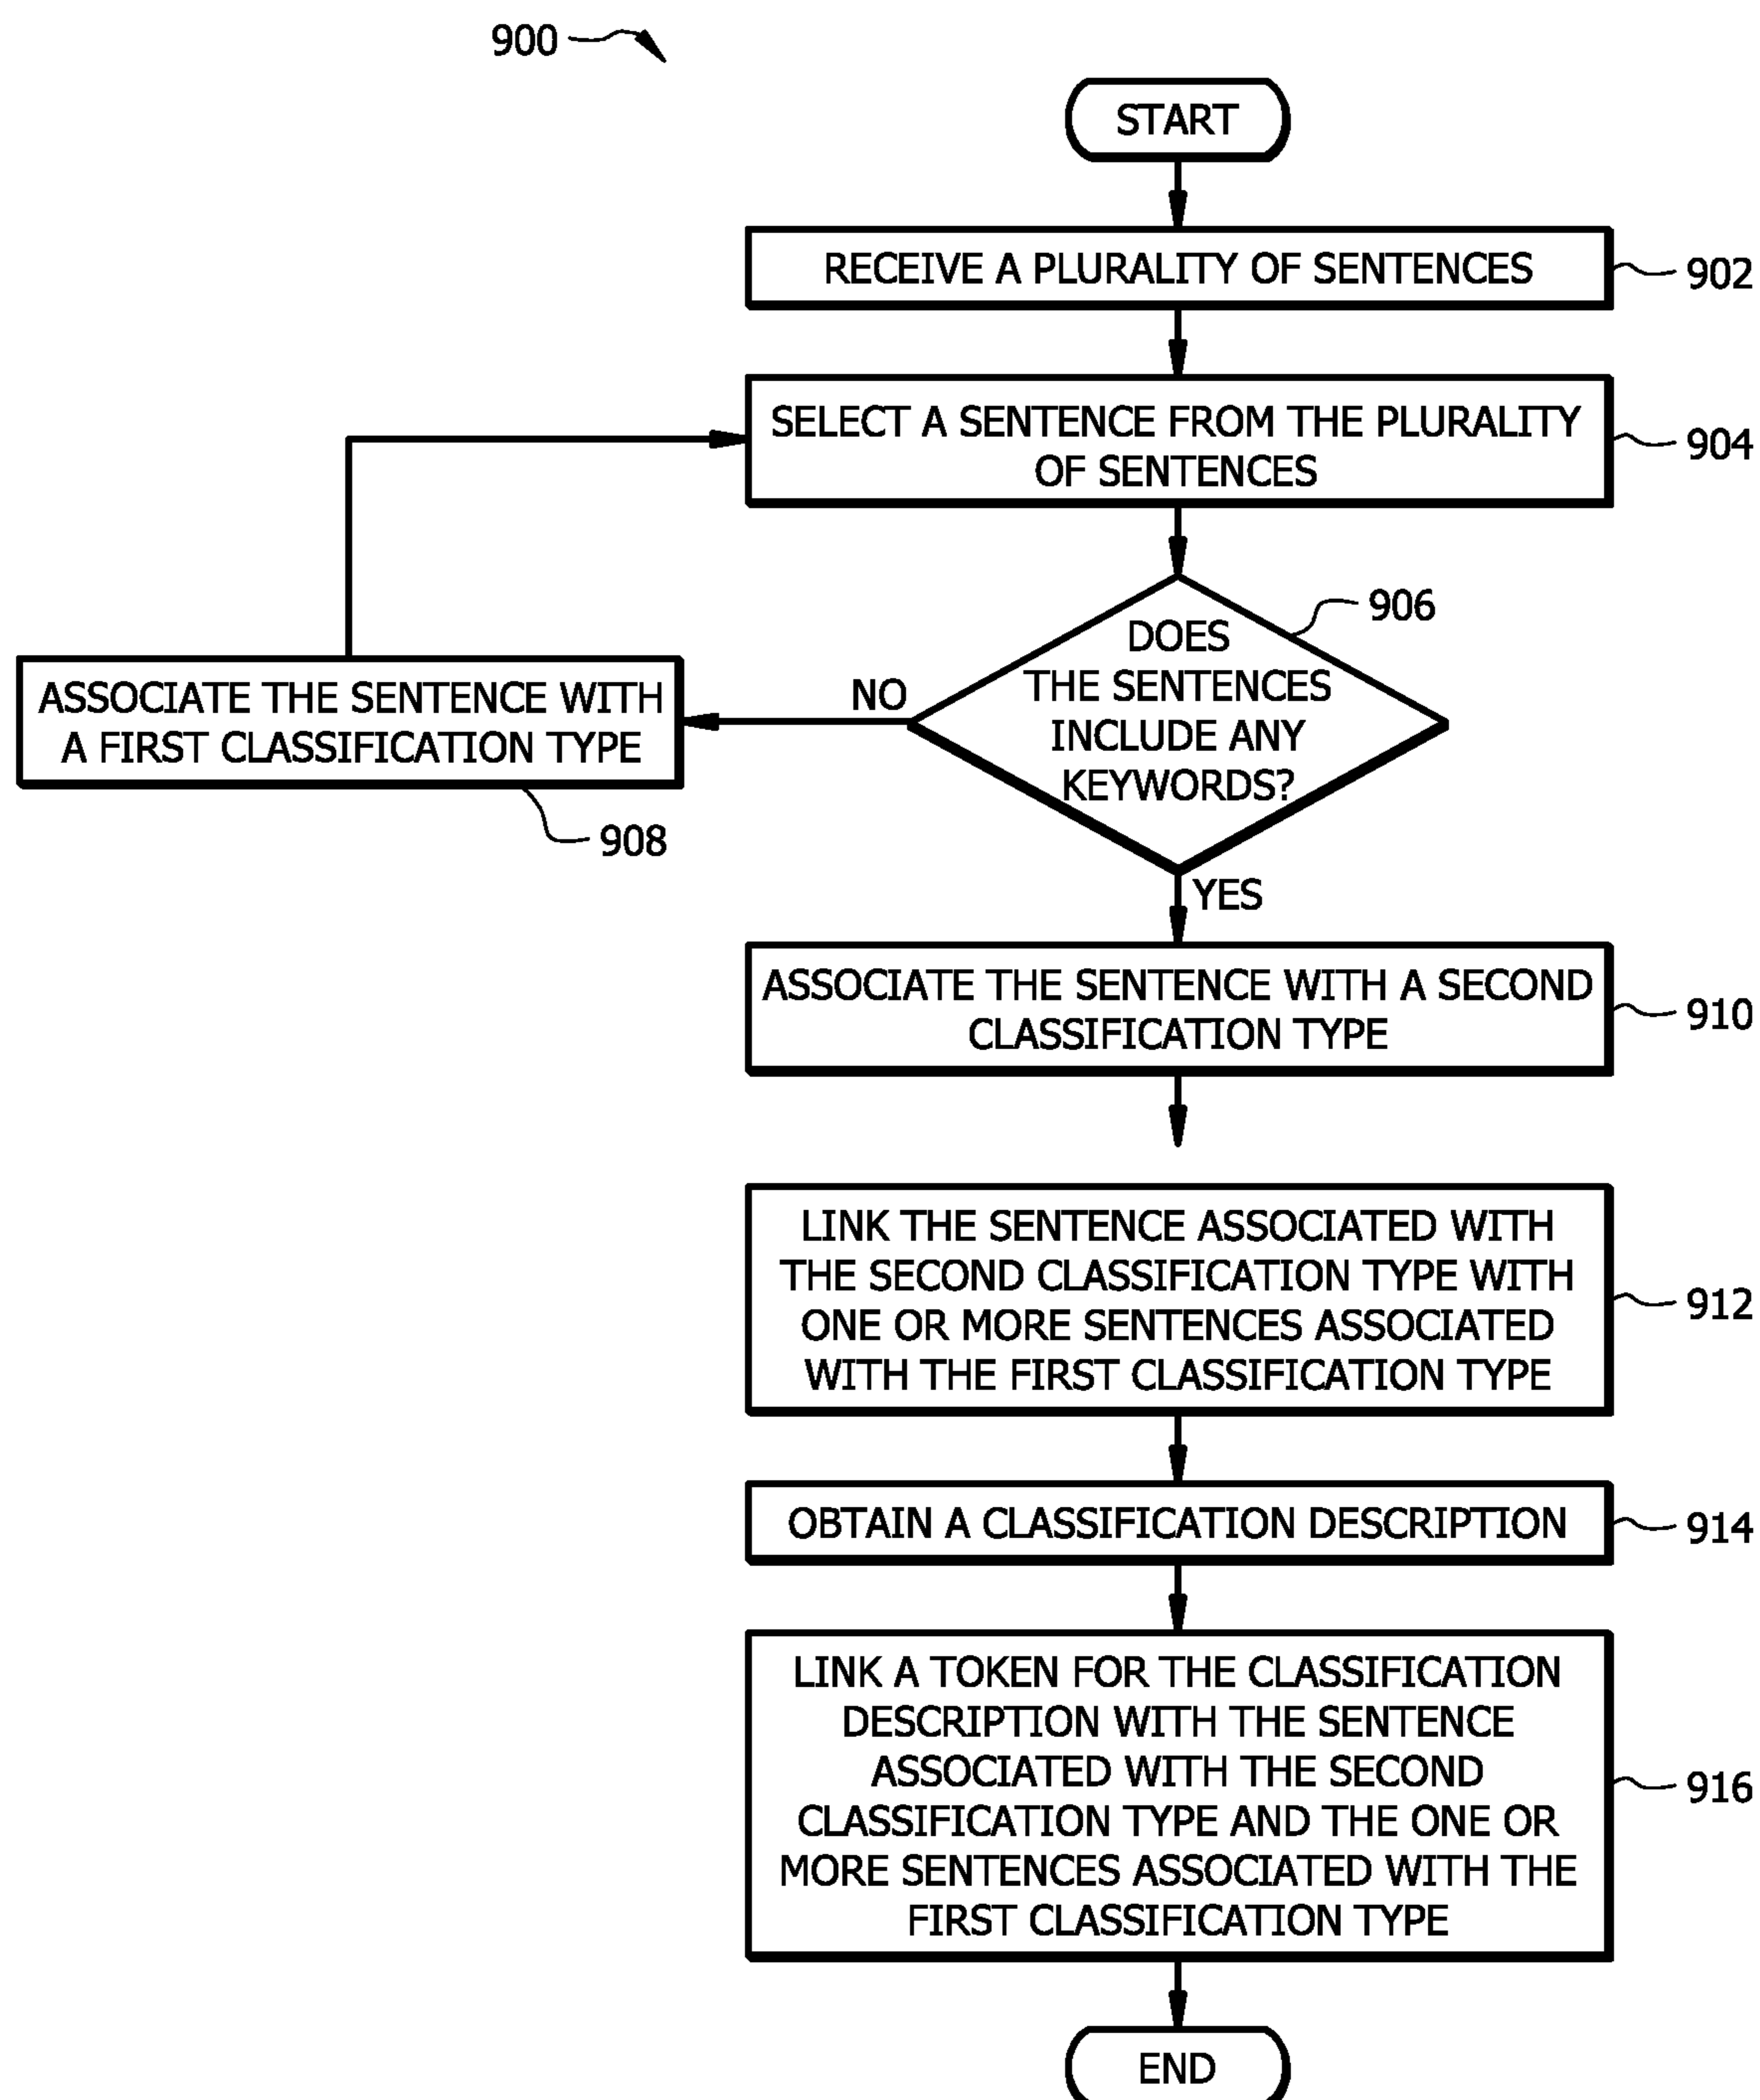 900
START
RECEIVE A PLURALITY OF SENTENCES
902
SELECT A SENTENCE FROM THE PLURALITY
OF SENTENCES
904
DOES
THE SENTENCES
INCLUDE ANY
KEYWORDS?
906
NO
ASSOCIATE THE SENTENCE WITH
A FIRST CLASSIFICATION TYPE
908
YES
ASSOCIATE THE SENTENCE WITH A SECOND
CLASSIFICATION TYPE
910
LINK THE SENTENCE ASSOCIATED WITH
THE SECOND CLASSIFICATION TYPE WITH
ONE OR MORE SENTENCES ASSOCIATED
WITH THE FIRST CLASSIFICATION TYPE
912
OBTAIN A CLASSIFICATION DESCRIPTION
914
LINK A TOKEN FOR THE CLASSIFICATION
DESCRIPTION WITH THE SENTENCE
ASSOCIATED WITH THE SECOND
CLASSIFICATION TYPE AND THE ONE OR
MORE SENTENCES ASSOCIATED WITH THE
FIRST CLASSIFICATION TYPE
916
END